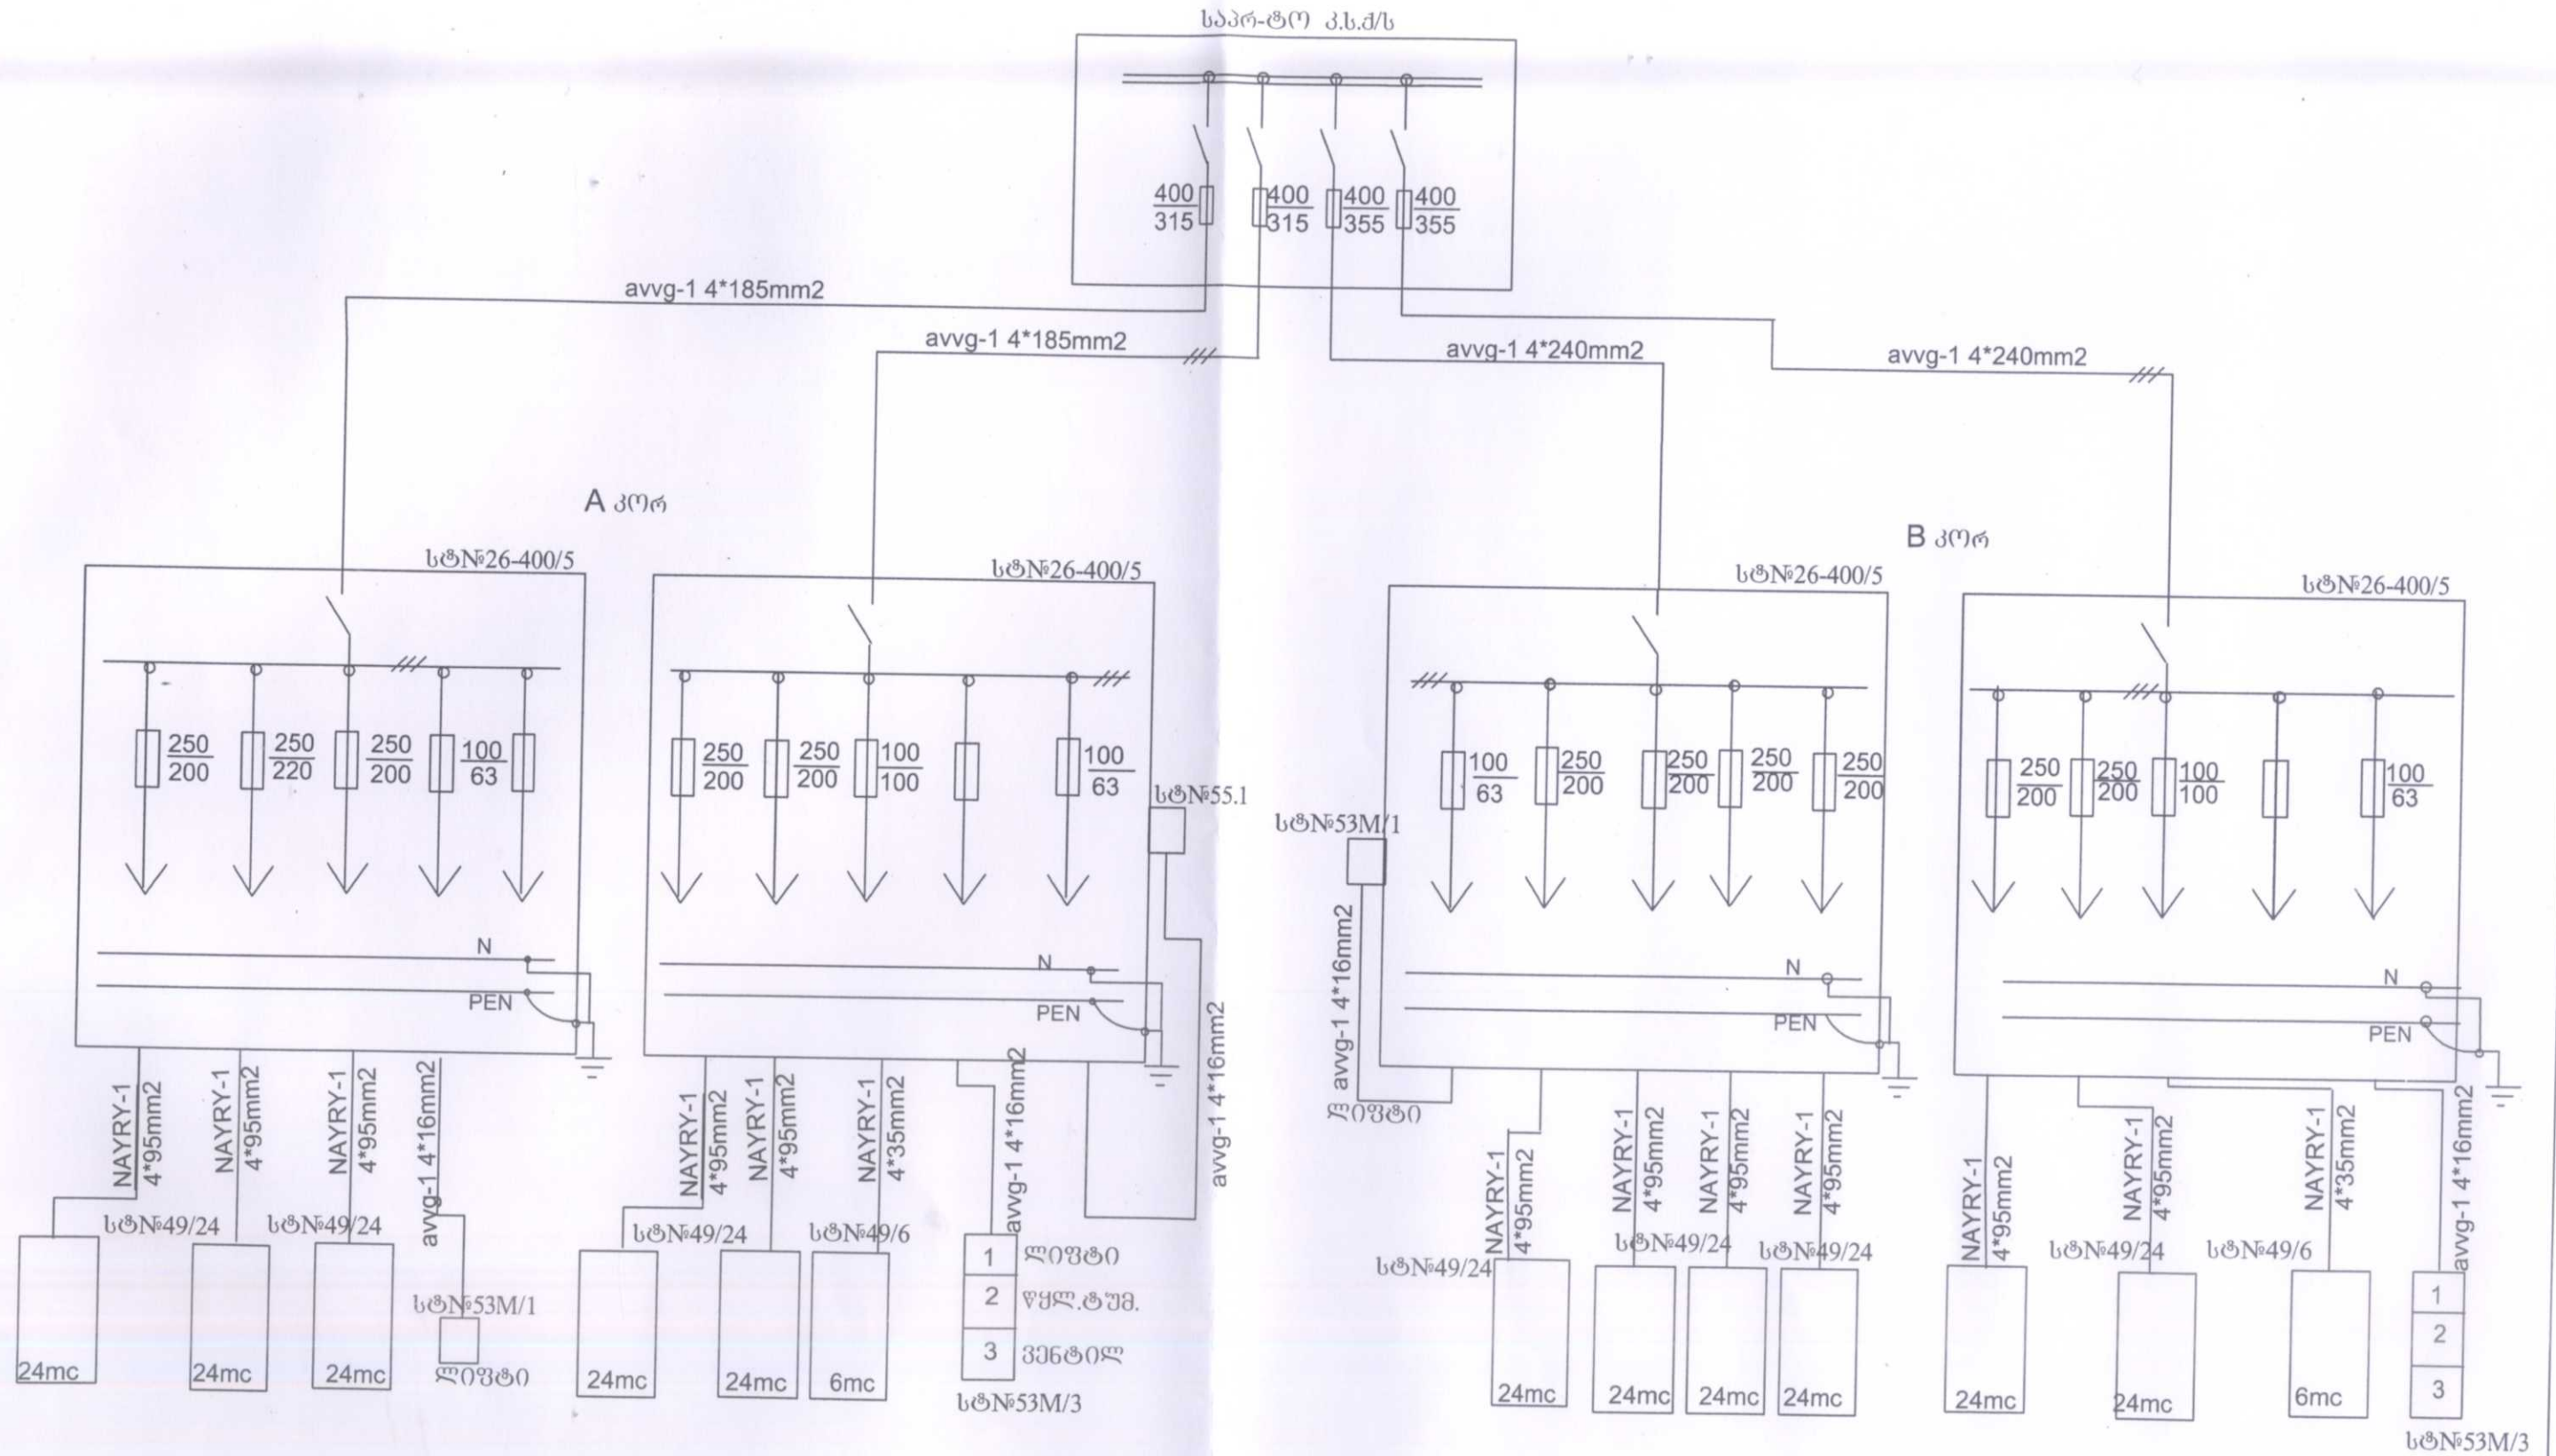 საპრ-ტო კ.ს.ქ/ს
400
315
400
315
400
355
400
355
avvg-1 4*185mm2
avvg-1 4*185mm2
avvg-1 4*240mm2
avvg-1 4*240mm2
A კორ
B კორ
სტ№26-400/5
სტ№26-400/5
სტ№26-400/5
სტ№26-400/5
250
200
250
220
250
200
100
63
250
200
250
200
100
100
100
63
სტ№55.1
სტ№53M/1
100
63
250
200
250
200
250
200
250
200
250
200
250
200
100
100
100
63
N
PEN
N
PEN
N
PEN
N
PEN
NAYRY-1
4*95mm2
NAYRY-1
4*95mm2
NAYRY-1
4*95mm2
avvg-1 4*16mm2
NAYRY-1
4*95mm2
NAYRY-1
4*95mm2
NAYRY-1
4*35mm2
avvg-1 4*16mm2
avvg-1 4*16mm2
avvg-1 4*16mm2
ლიფტი
NAYRY-1
4*95mm2
NAYRY-1
4*95mm2
NAYRY-1
4*95mm2
NAYRY-1
4*95mm2
NAYRY-1
4*95mm2
NAYRY-1
4*95mm2
NAYRY-1
4*35mm2
avvg-1 4*16mm2
სტ№49/24
სტ№49/24
სტ№53M/1
ლიფტი
24mc
24mc
24mc
სტ№49/24
სტ№49/6
24mc
24mc
6mc
1 ლიფტი
2 წყლ.ტუმ.
3 ვენტილ
სტ№53M/3
სტ№49/24
სტ№49/24
სტ№49/24
24mc
24mc
24mc
24mc
სტ№49/24
სტ№49/6
24mc
24mc
6mc
1
2
3
სტ№53M/3